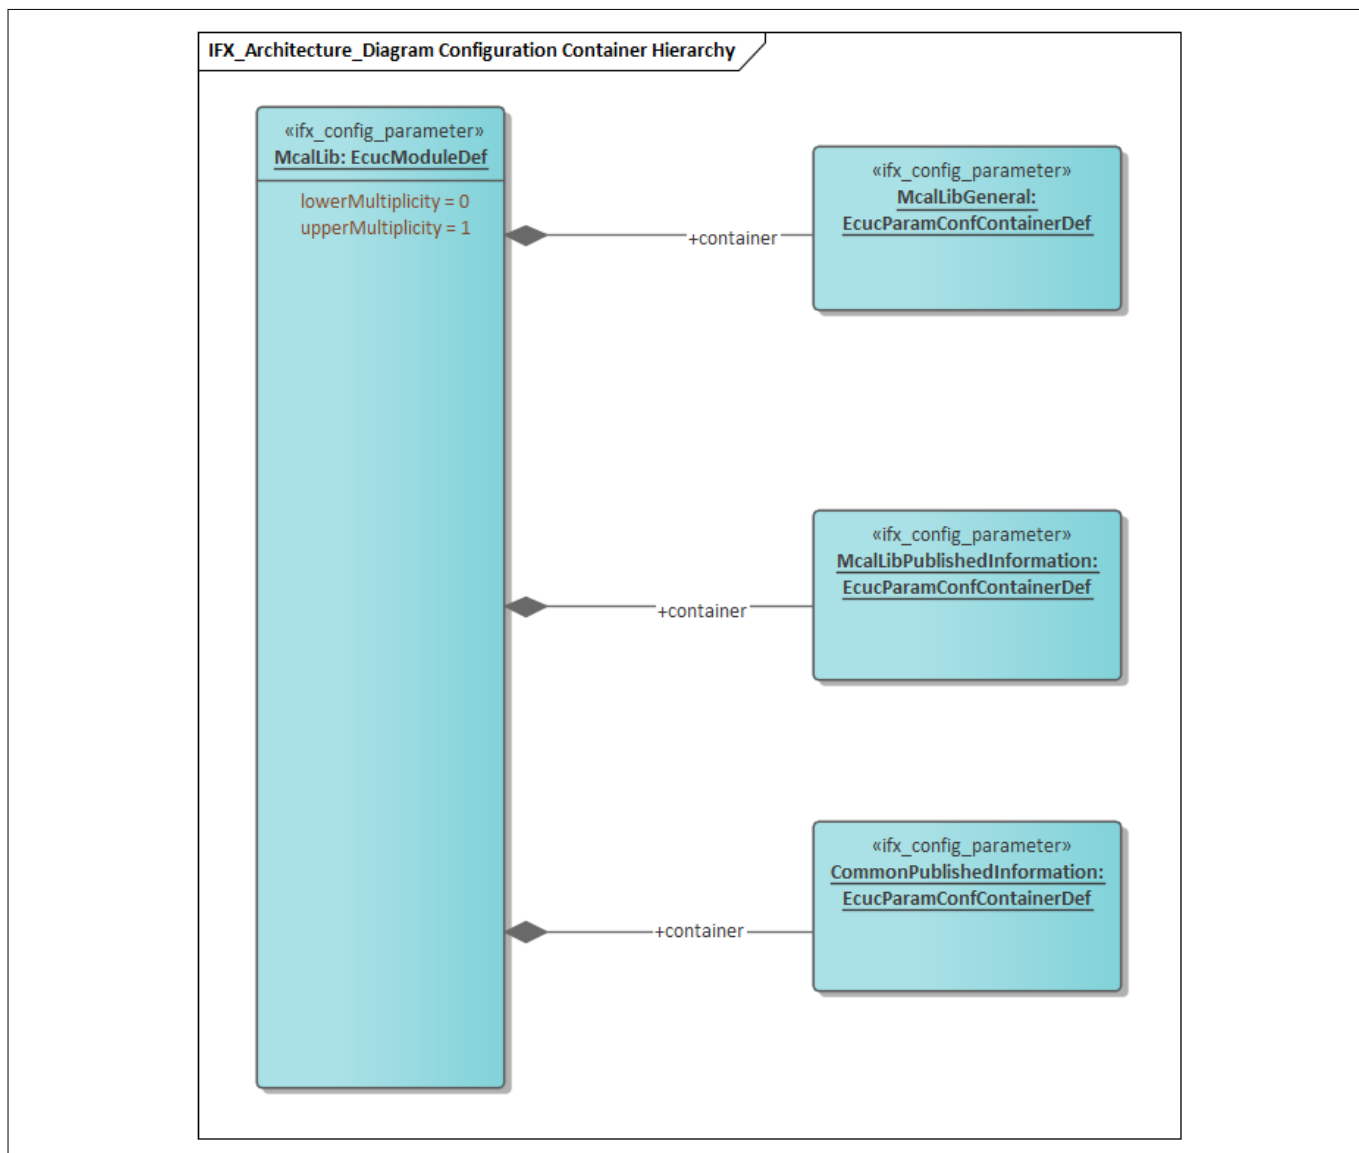 IFX_Architecture_Diagram Configuration Container Hierarchy
«ifx_config_parameter»
McalLib: EcucModuleDef
lowerMultiplicity = 0
upperMultiplicity = 1
+container
«ifx_config_parameter»
McalLibGeneral:
EcucParamConfContainerDef
+container
«ifx_config_parameter»
McalLibPublishedInformation:
EcucParamConfContainerDef
+container
«ifx_config_parameter»
CommonPublishedInformation:
EcucParamConfContainerDef